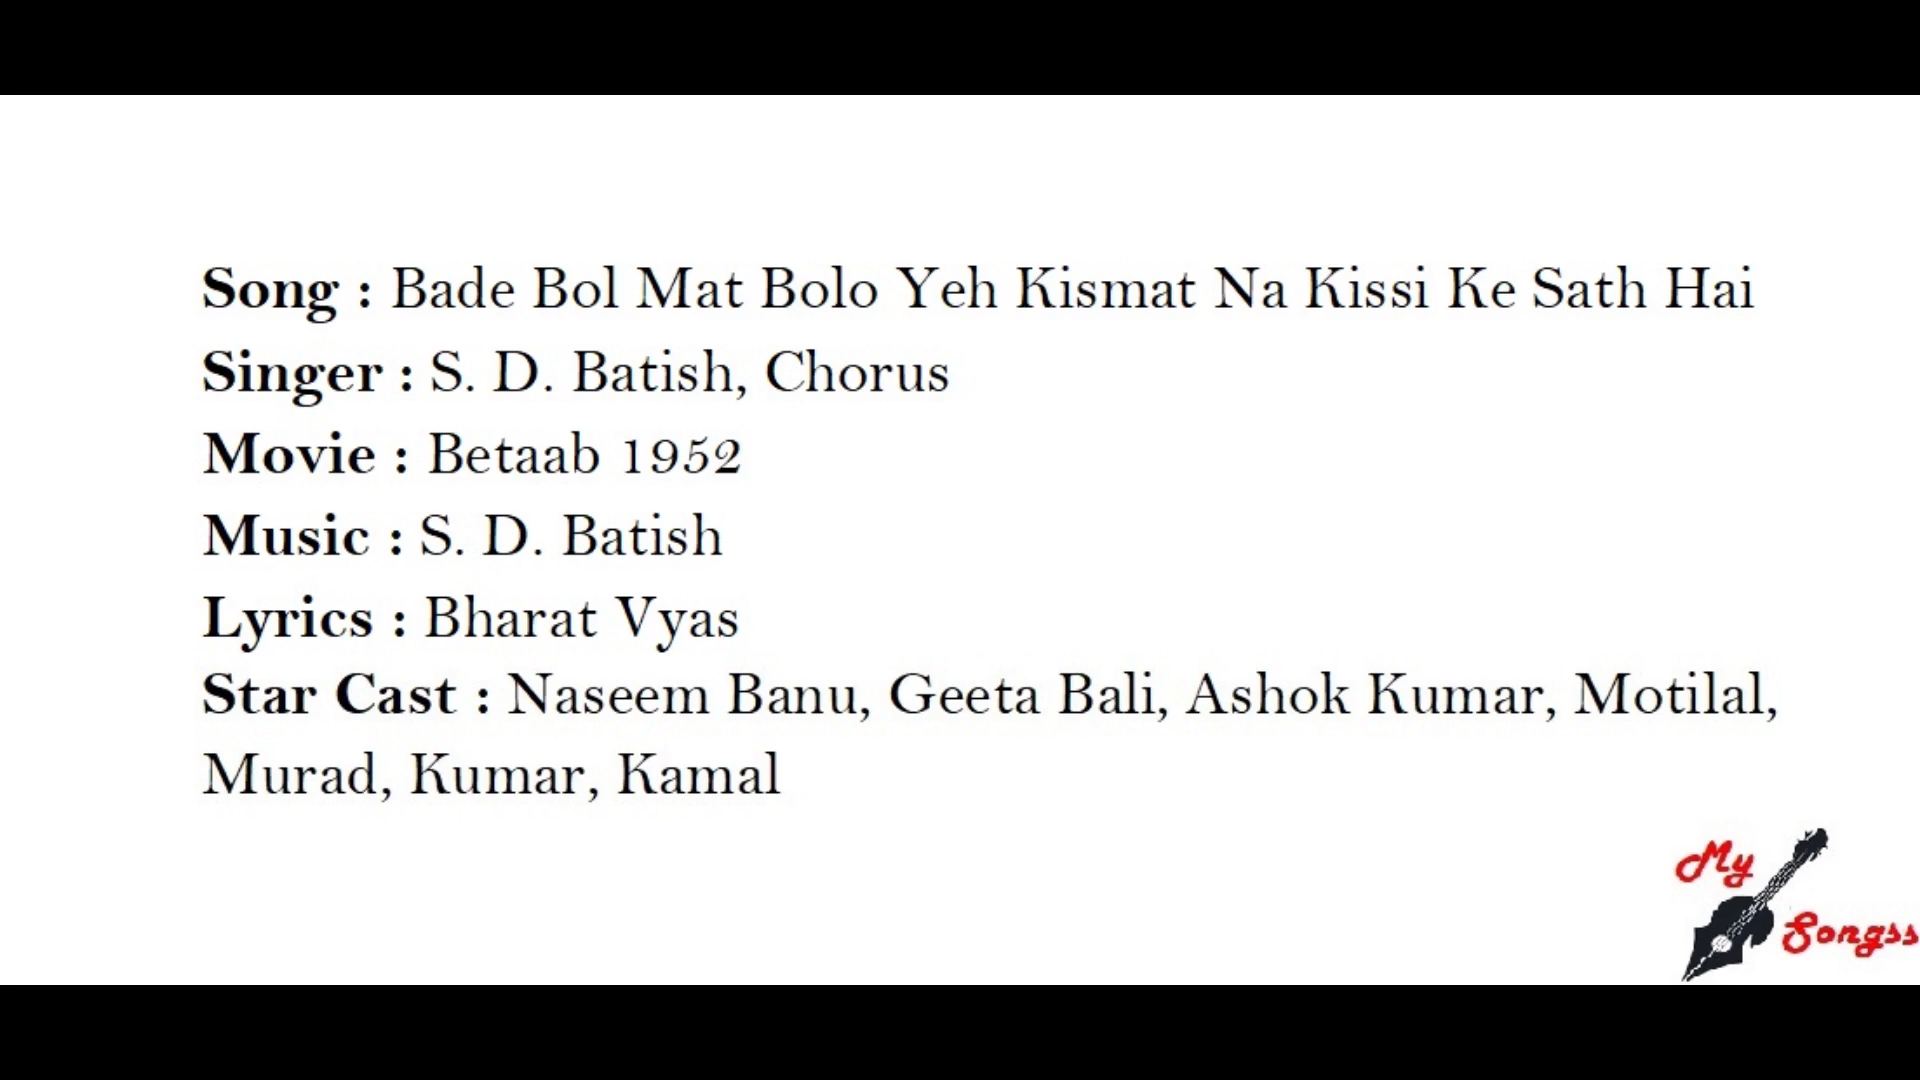 Song : Bade Bol Mat Bolo Yeh Kismat Na Kissi Ke Sath Hai
Singer : S. D. Batish, Chorus
Movie : Betaab 1952
Music : S. D. Batish
Lyrics : Bharat Vyas
Star Cast : Naseem Banu, Geeta Bali, Ashok Kumar, Motilal,
Murad, Kumar, Kamal
My
Songss